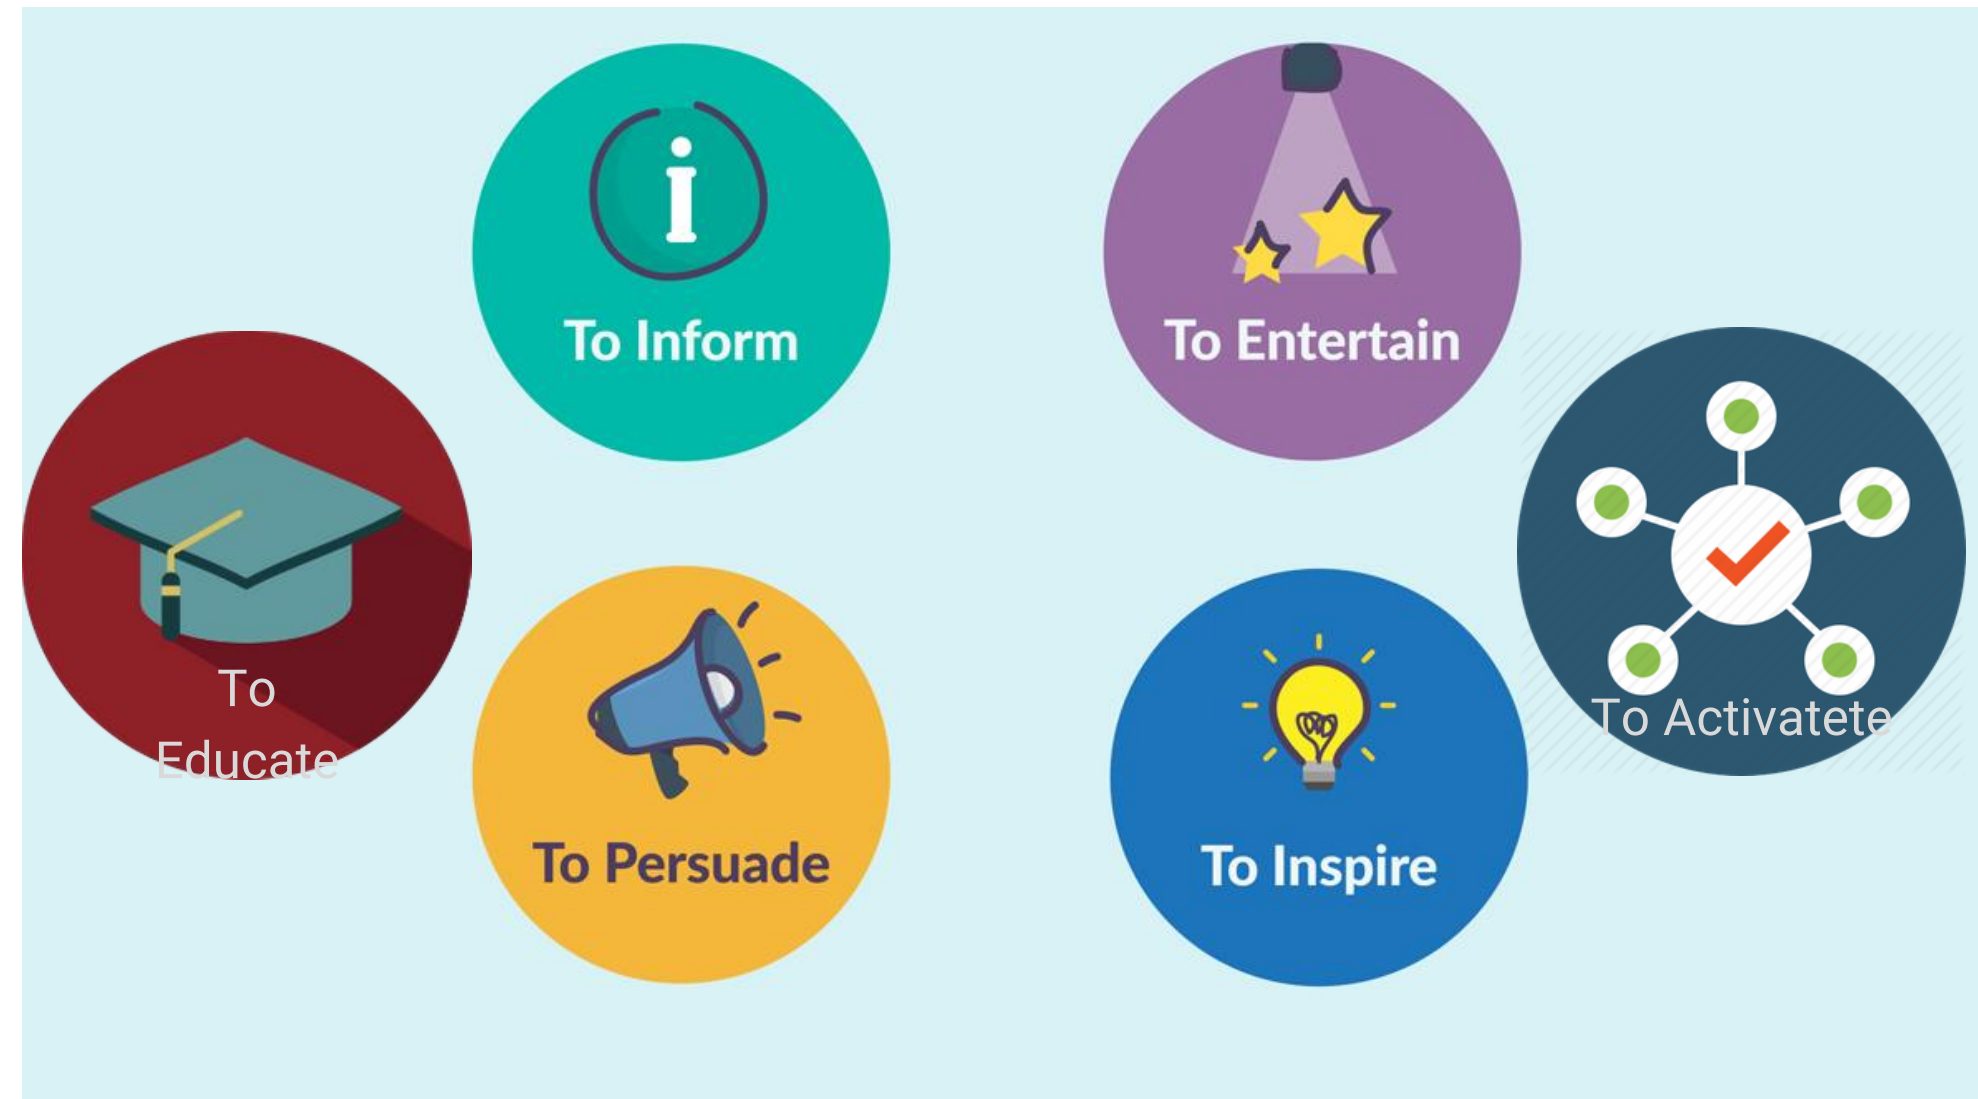 To Inform
To Entertain
To
Educate
To Activatete
To Persuade
To Inspire